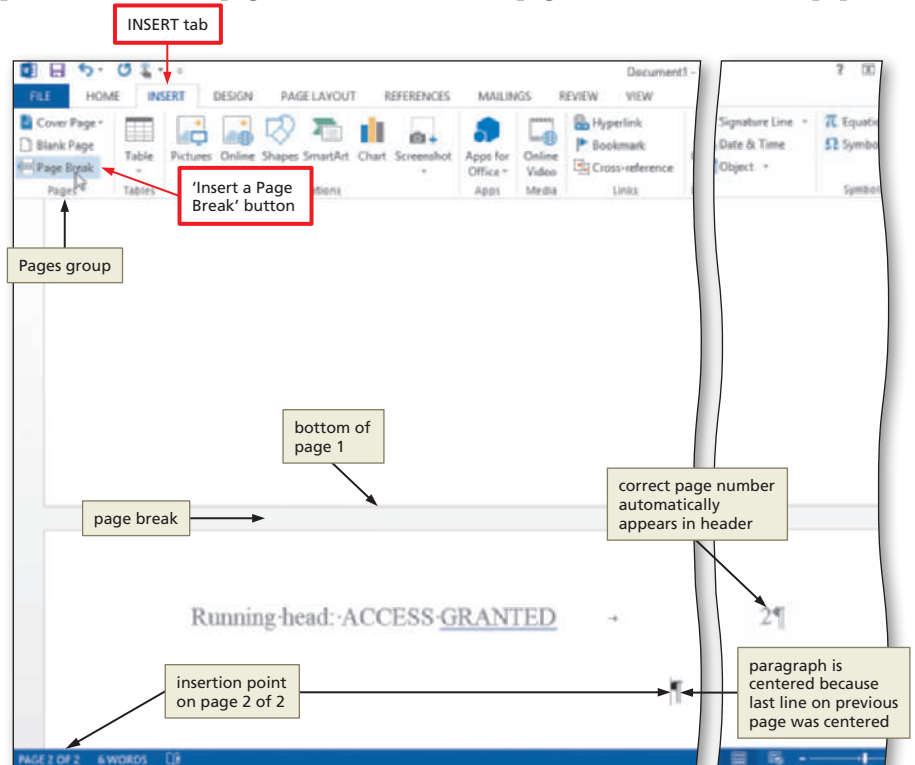 INSERT tab
Document1 -
?
FILE HOME INSERT DESIGN PAGE LAYOUT REFERENCES MAILINGS REVIEW VIEW
Cover Page
Blank Page
Page Break
Pages
Table
Tables
Pictures Online Shapes SmartArt Chart Screenshot
Apps for
Office
Apps
Online
Video
Media
Hyperlink
Bookmark
Cross-reference
Links
Signature Line
Date & Time
Object
π
Ω
'Insert a Page
Break' button
Pages group
bottom of
page 1
correct page number
automatically
appears in header
page break
Running·head:·ACCESS·GRANTED → 2¶
insertion point
on page 2 of 2
¶
paragraph is
centered because
last line on previous
page was centered
PAGE 2 OF 2 6 WORDS